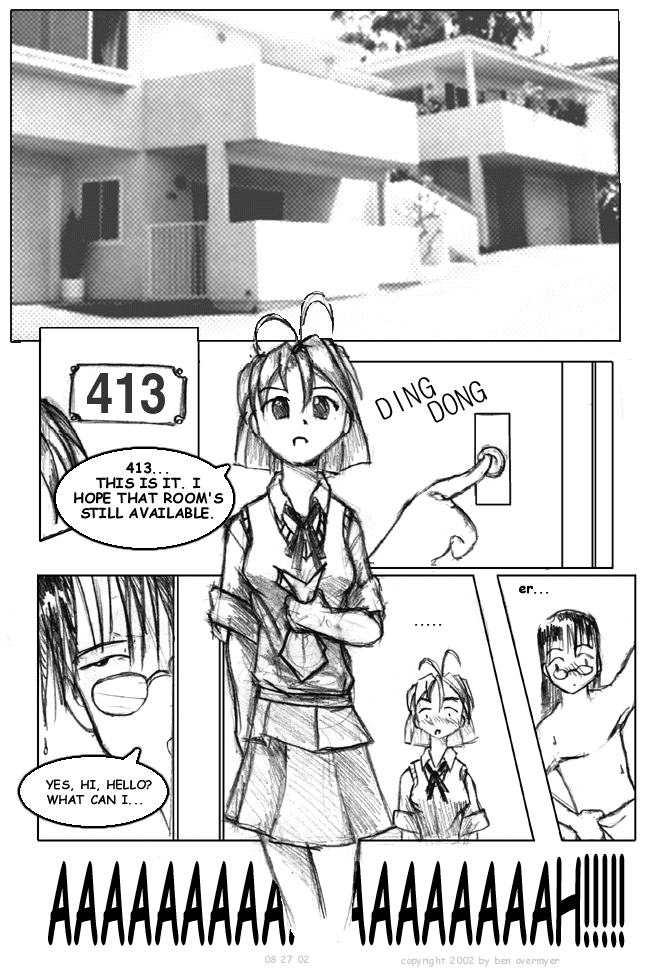 413
413...
THIS IS IT. I
HOPE THAT ROOM'S
STILL AVAILABLE.
DING
DONG
YES, HI, HELLO?
WHAT CAN I...
.....
er...
AAAAAAAAA AAAAAAAAAH!!!!!
08 27 02
copyright 2002 by ben overmyer